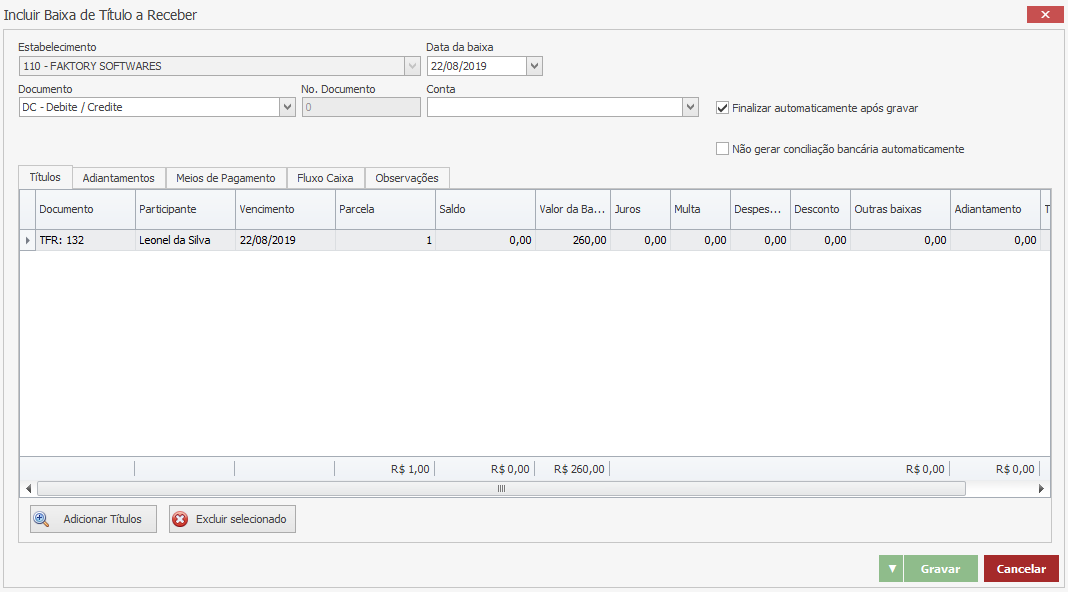 Incluir Baixa de Título a Receber
Estabelecimento Data da baixa
110 - FAKTORY SOFTWARES 22/08/2019
Documento No. Documento Conta
DC - Debite / Credite 0 Finalizar automaticamente após gravar
Não gerar conciliação bancária automaticamente
Títulos Adiantamentos Meios de Pagamento Fluxo Caixa Observações
Documento Participante Vencimento Parcela Saldo Valor da Ba... Juros Multa Despes... Desconto Outras baixas Adiantamento T
TFR: 132 Leonel da Silva 22/08/2019 1 0,00 260,00 0,00 0,00 0,00 0,00 0,00 0,00
R$ 1,00 R$ 0,00 R$ 260,00 R$ 0,00 R$ 0,00
Adicionar Títulos Excluir selecionado
Gravar Cancelar